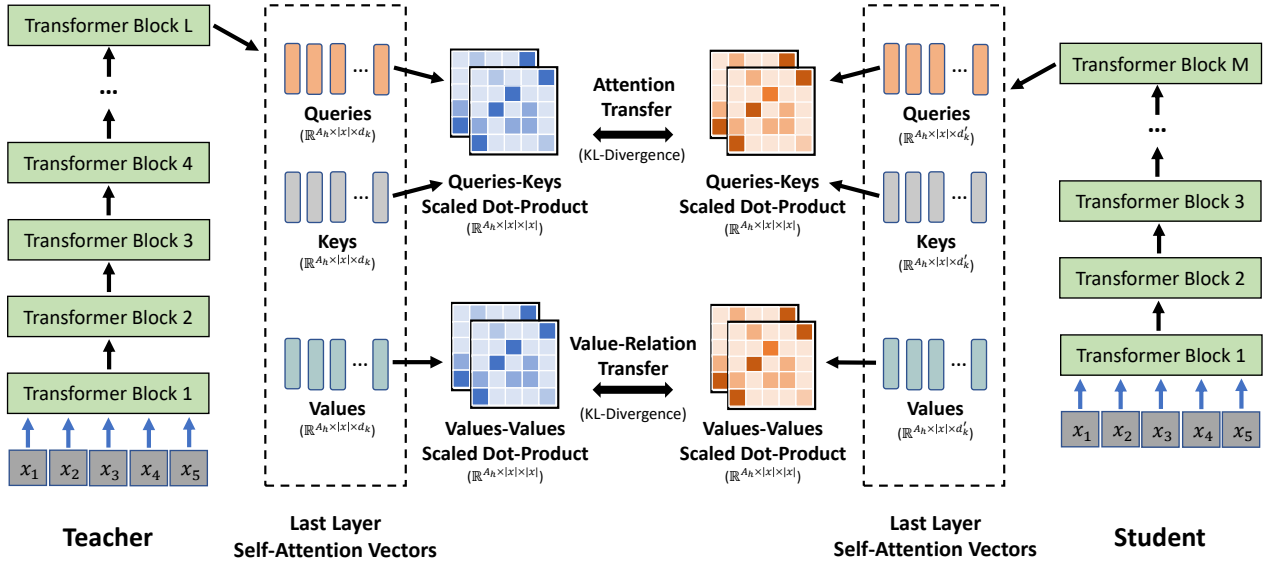 Transformer Block L
...
Transformer Block 4
Transformer Block 3
Transformer Block 2
Transformer Block 1
x₁ x₂ x₃ x₄ x₅
Teacher
...
Queries
(ℝ^{A_h×|x|×d_k})
...
Keys
(ℝ^{A_h×|x|×d_k})
...
Values
(ℝ^{A_h×|x|×d_k})
Last Layer
Self-Attention Vectors
Queries-Keys
Scaled Dot-Product
(ℝ^{A_h×|x|×|x|})
Values-Values
Scaled Dot-Product
(ℝ^{A_h×|x|×|x|})
Attention
Transfer
(KL-Divergence)
Value-Relation
Transfer
(KL-Divergence)
Queries-Keys
Scaled Dot-Product
(ℝ^{A_h×|x|×|x|})
Values-Values
Scaled Dot-Product
(ℝ^{A_h×|x|×|x|})
...
Queries
(ℝ^{A_h×|x|×d'_k})
...
Keys
(ℝ^{A_h×|x|×d'_k})
...
Values
(ℝ^{A_h×|x|×d'_k})
Last Layer
Self-Attention Vectors
Transformer Block M
...
Transformer Block 3
Transformer Block 2
Transformer Block 1
x₁ x₂ x₃ x₄ x₅
Student